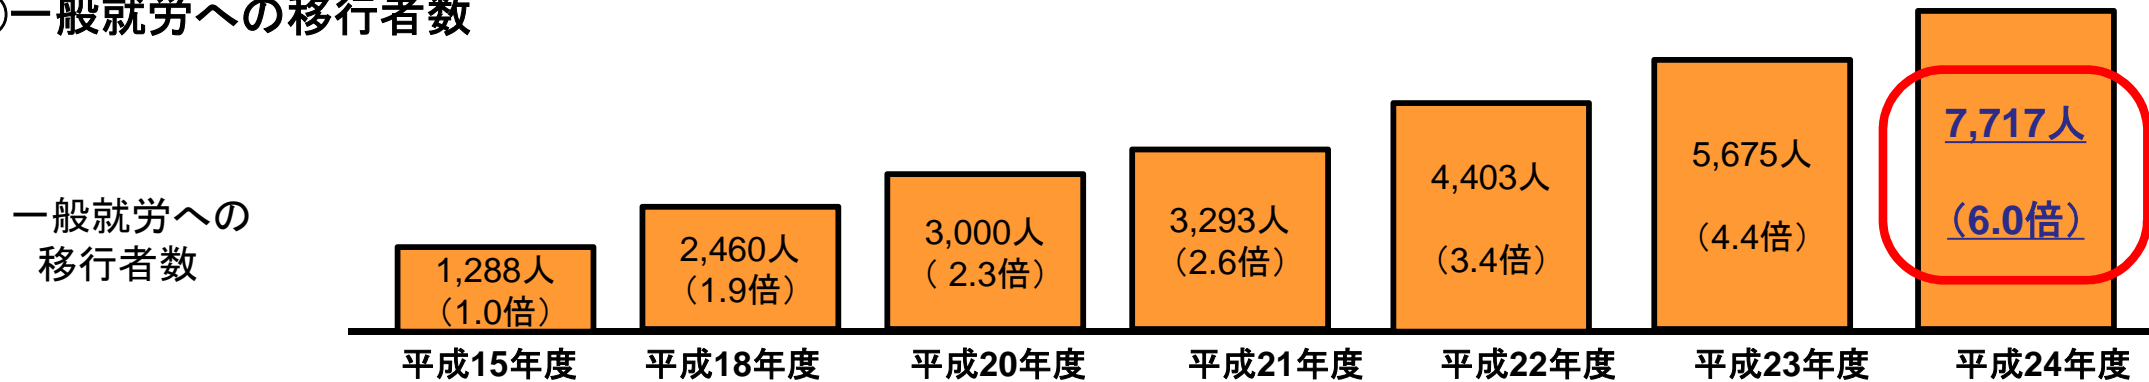 一般就労への移行者数
一般就労への
移行者数
1,288人
（1.0倍）
2,460人
（1.9倍）
3,000人
（ 2.3倍）
3,293人
（2.6倍）
4,403人
（3.4倍）
5,675人
（4.4倍）
7,717人
（6.0倍）
平成15年度 平成18年度 平成20年度 平成21年度 平成22年度 平成23年度 平成24年度